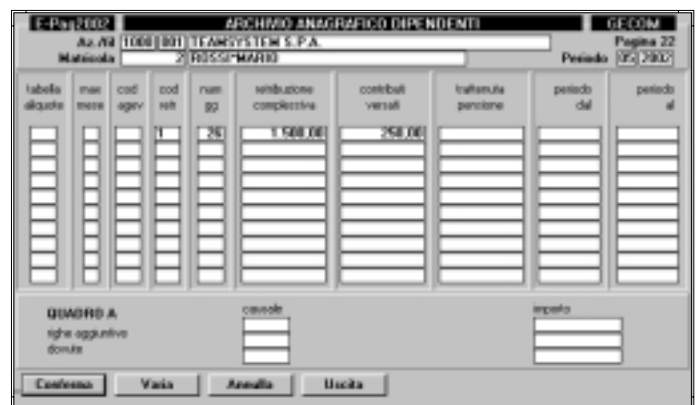 E-Pag2002 ARCHIVIO ANAGRAFICO DIPENDENTI GECOM
Az./fil 1000 001 TEAMSYSTEM S.P.A. Pagina 22
Matricola 2 ROSSI*MARIO Periodo 05 2002
tabella max cod cod num retribuzione contributi trattenuta periodo periodo
aliquote mese agev retr gg complessiva versati pensione dal al
1 26 1.500,00 250,00
QUADRO A causale importo
righe aggiuntive
dovute
Conferma Varia Annulla Uscita